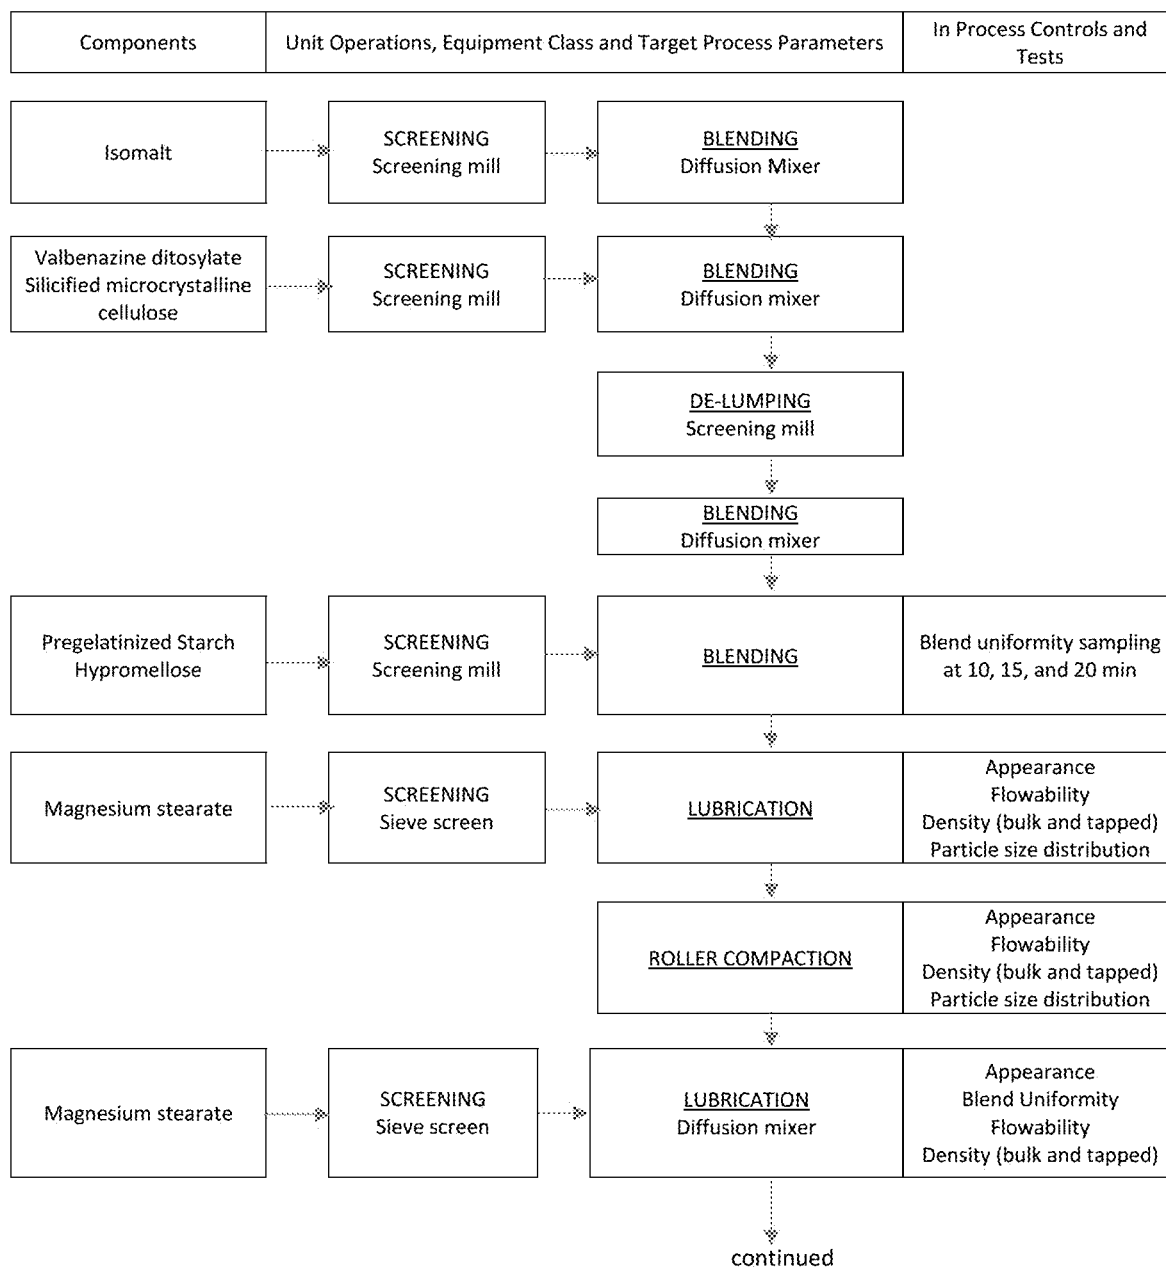 Components
Unit Operations, Equipment Class and Target Process Parameters
In Process Controls and
Tests
Isomalt
SCREENING
Screening mill
BLENDING
Diffusion Mixer
Valbenazine ditosylate
Silicified microcrystalline
cellulose
SCREENING
Screening mill
BLENDING
Diffusion mixer
DE-LUMPING
Screening mill
BLENDING
Diffusion mixer
Pregelatinized Starch
Hypromellose
SCREENING
Screening mill
BLENDING
Blend uniformity sampling
at 10, 15, and 20 min
Magnesium stearate
SCREENING
Sieve screen
LUBRICATION
Appearance
Flowability
Density (bulk and tapped)
Particle size distribution
ROLLER COMPACTION
Appearance
Flowability
Density (bulk and tapped)
Particle size distribution
Magnesium stearate
SCREENING
Sieve screen
LUBRICATION
Diffusion mixer
Appearance
Blend Uniformity
Flowability
Density (bulk and tapped)
continued